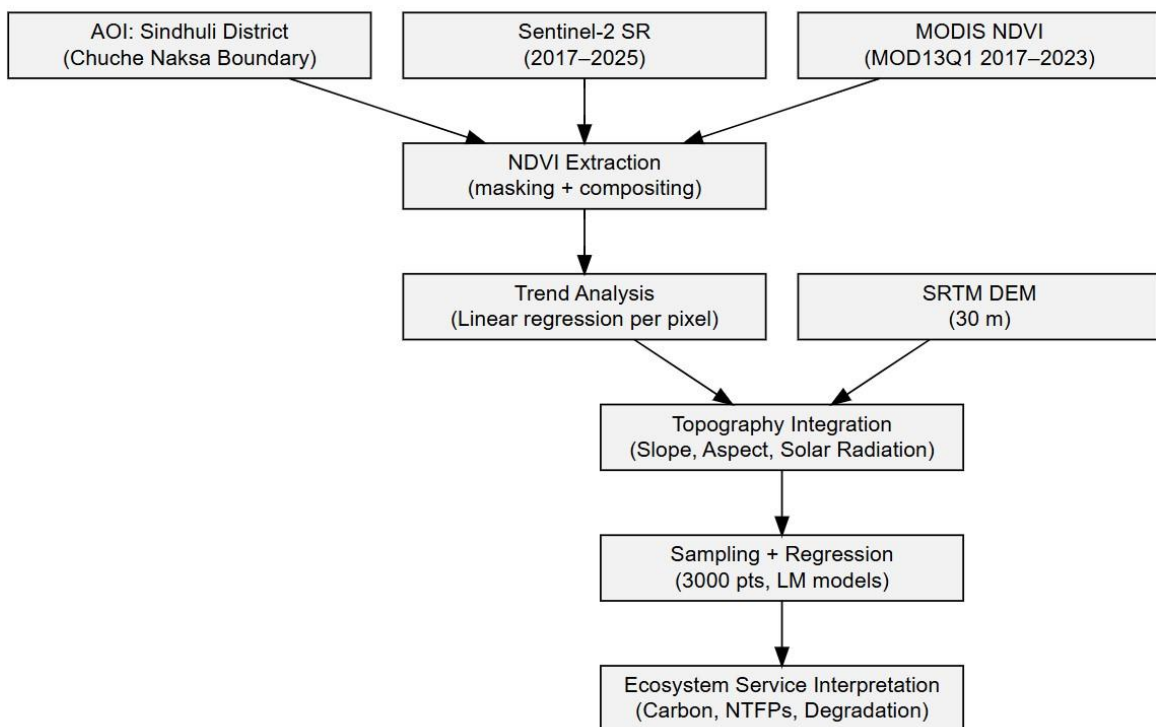 AOI: Sindhuli District
(Chuche Naksa Boundary)
Sentinel-2 SR
(2017–2025)
MODIS NDVI
(MOD13Q1 2017–2023)
NDVI Extraction
(masking + compositing)
Trend Analysis
(Linear regression per pixel)
SRTM DEM
(30 m)
Topography Integration
(Slope, Aspect, Solar Radiation)
Sampling + Regression
(3000 pts, LM models)
Ecosystem Service Interpretation
(Carbon, NTFPs, Degradation)